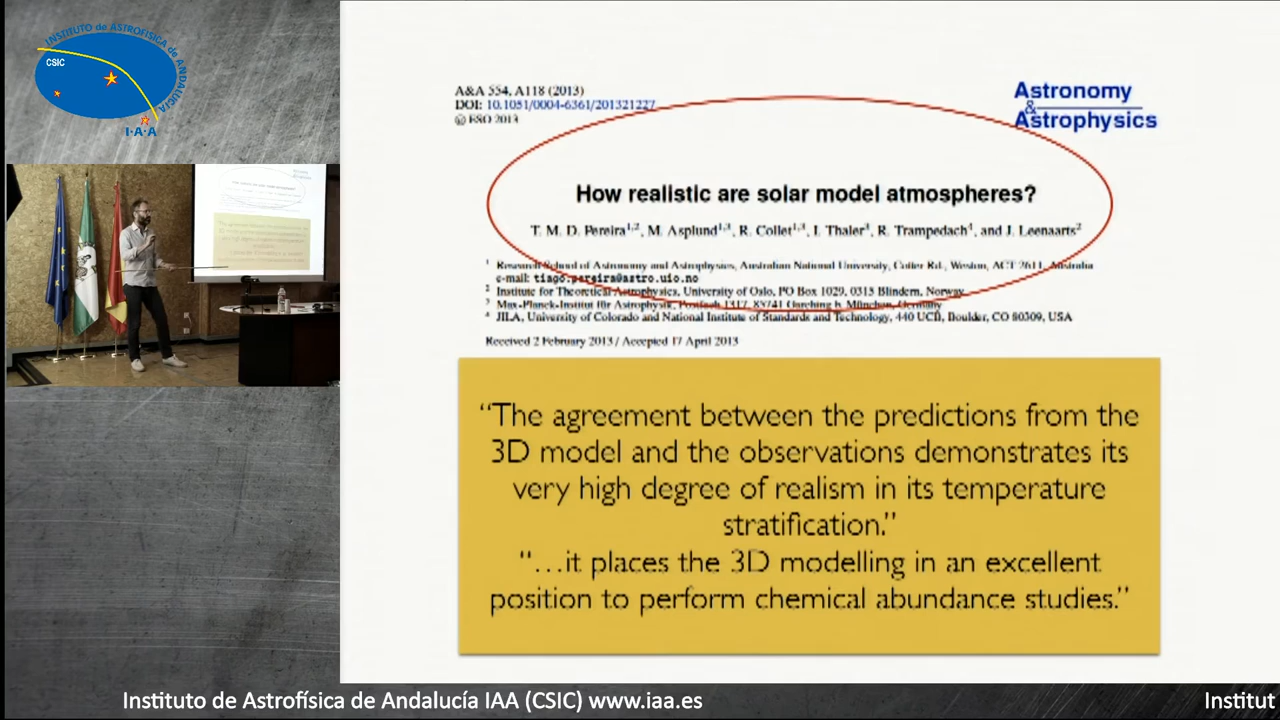 INSTITUTO de ASTROFÍSICA de ANDALUCÍA
CSIC
I·A·A
A&A 554, A118 (2013)
DOI: 10.1051/0004-6361/201321227
© ESO 2013
Astronomy
&
Astrophysics
How realistic are solar model atmospheres?
T. M. D. Pereira1,2, M. Asplund1,3, R. Collet1,3, I. Thaler3, R. Trampedach4, and J. Leenaarts2
1 Research School of Astronomy and Astrophysics, Australian National University, Cotter Rd., Weston, ACT 2611, Australia
e-mail: tiago.pereira@astro.uio.no
2 Institute for Theoretical Astrophysics, University of Oslo, PO Box 1029, 0315 Blindern, Norway
3 Max-Planck-Institut für Astrophysik, Postfach 1317, 85741 Garching b. München, Germany
4 JILA, University of Colorado and National Institute of Standards and Technology, 440 UCB, Boulder, CO 80309, USA
Received 2 February 2013 / Accepted 17 April 2013
“The agreement between the predictions from the
3D model and the observations demonstrates its
very high degree of realism in its temperature
stratification.”
“…it places the 3D modelling in an excellent
position to perform chemical abundance studies.”
Instituto de Astrofísica de Andalucía IAA (CSIC) www.iaa.es
Institut